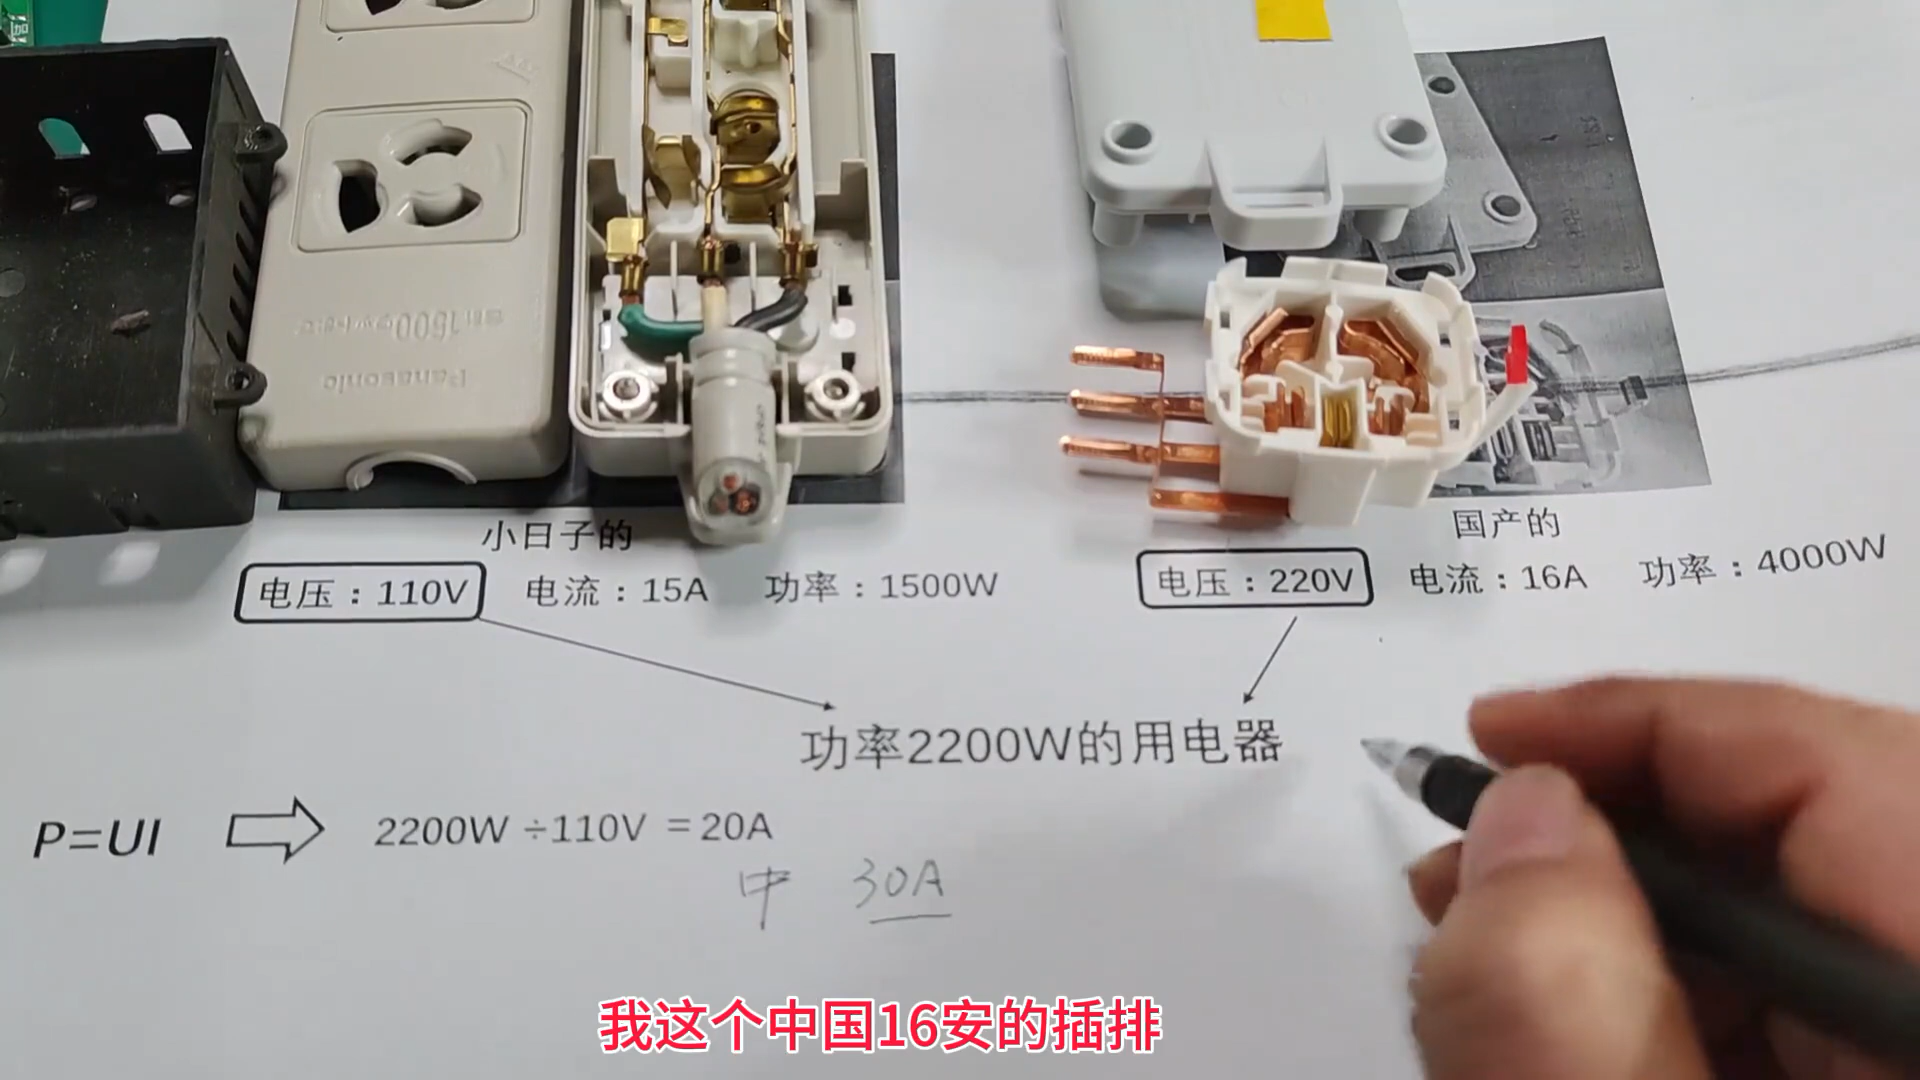 Panasonic
小日子的
国产的
电压：110V 电流：15A 功率：1500W
电压：220V 电流：16A 功率：4000W
功率2200W的用电器
P=UI 2200W÷110V =20A
中 30A
我这个中国16安的插排